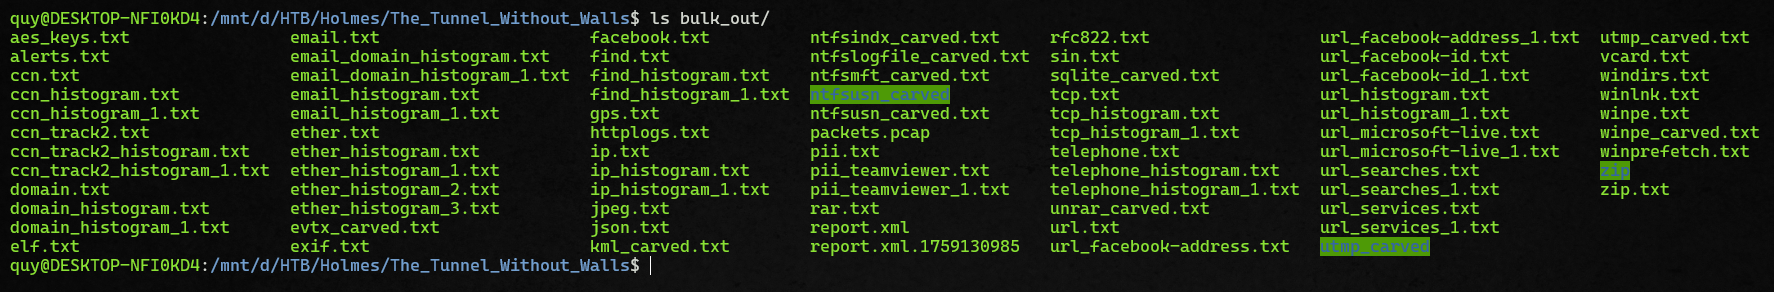 quy@DESKTOP-NFI0KD4:/mnt/d/HTB/Holmes/The_Tunnel_Without_Walls$ ls bulk_out/
aes_keys.txt email.txt facebook.txt ntfsindx_carved.txt rfc822.txt url_facebook-address_1.txt utmp_carved.txt
alerts.txt email_domain_histogram.txt find.txt ntfslogfile_carved.txt sin.txt url_facebook-id.txt vcard.txt
ccn.txt email_domain_histogram_1.txt find_histogram.txt ntfsmft_carved.txt sqlite_carved.txt url_facebook-id_1.txt windirs.txt
ccn_histogram.txt email_histogram.txt find_histogram_1.txt ntfsusn_carved tcp.txt url_histogram.txt winlnk.txt
ccn_histogram_1.txt email_histogram_1.txt gps.txt ntfsusn_carved.txt tcp_histogram.txt url_histogram_1.txt winpe.txt
ccn_track2.txt ether.txt httplogs.txt packets.pcap tcp_histogram_1.txt url_microsoft-live.txt winpe_carved.txt
ccn_track2_histogram.txt ether_histogram.txt ip.txt pii.txt telephone.txt url_microsoft-live_1.txt winprefetch.txt
ccn_track2_histogram_1.txt ether_histogram_1.txt ip_histogram.txt pii_teamviewer.txt telephone_histogram.txt url_searches.txt zip
domain.txt ether_histogram_2.txt ip_histogram_1.txt pii_teamviewer_1.txt telephone_histogram_1.txt url_searches_1.txt zip.txt
domain_histogram.txt ether_histogram_3.txt jpeg.txt rar.txt unrar_carved.txt url_services.txt
domain_histogram_1.txt evtx_carved.txt json.txt report.xml url.txt url_services_1.txt
elf.txt exif.txt kml_carved.txt report.xml.1759130985 url_facebook-address.txt utmp_carved
quy@DESKTOP-NFI0KD4:/mnt/d/HTB/Holmes/The_Tunnel_Without_Walls$